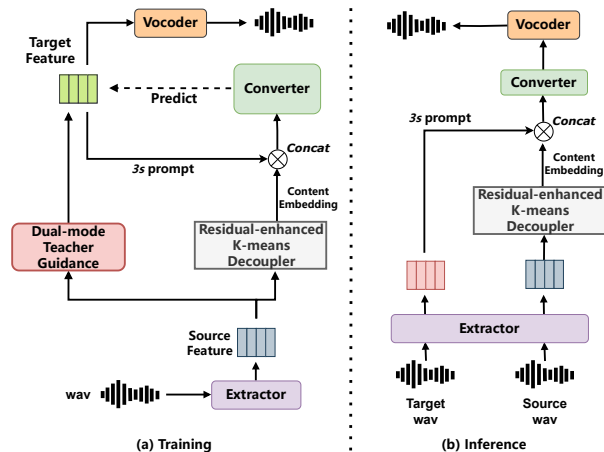 Vocoder
Target
Feature
Predict
Converter
Concat
3s prompt
Content
Embedding
Dual-mode
Teacher
Guidance
Residual-enhanced
K-means
Decoupler
Source
Feature
wav
Extractor
(a) Training
Vocoder
Converter
3s prompt
Concat
Content
Embedding
Residual-enhanced
K-means
Decoupler
Extractor
Target
wav
Source
wav
(b) Inference